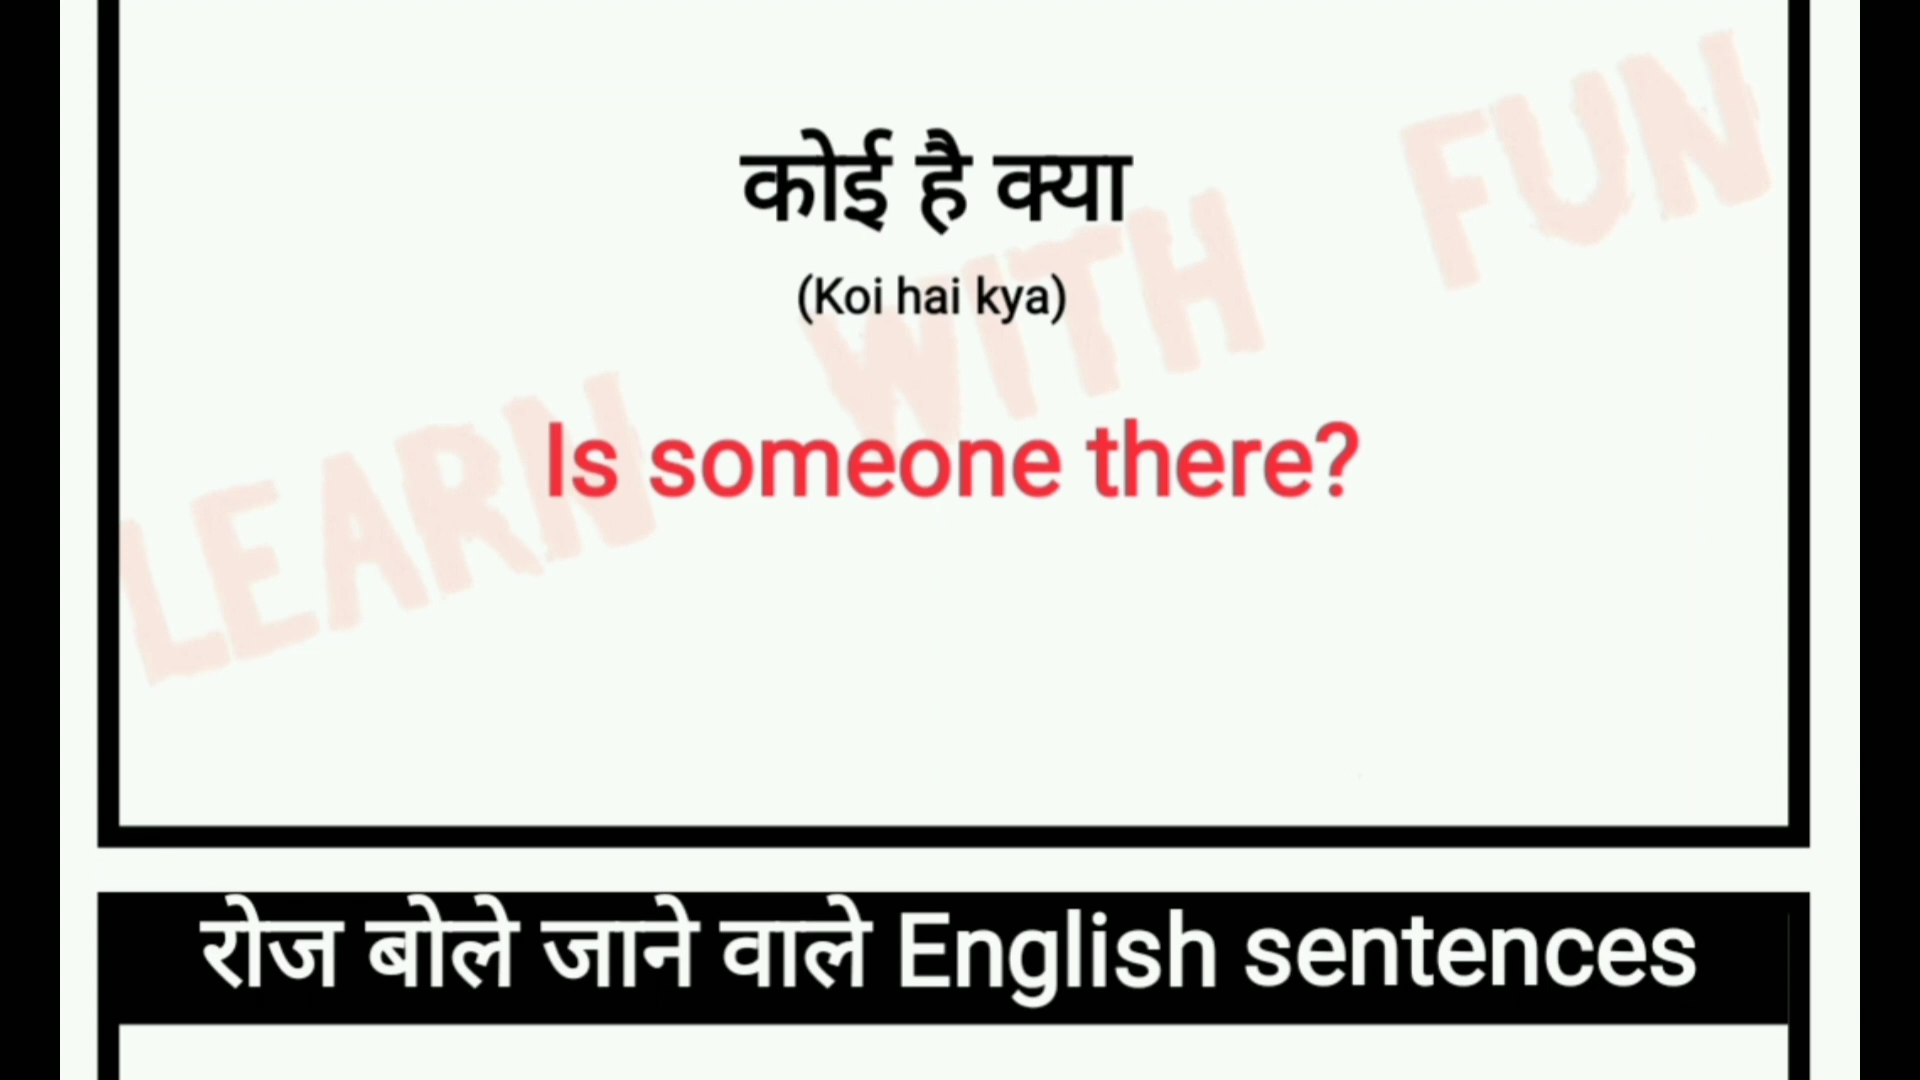 कोई है क्या
(Koi hai kya)
Is someone there?
LEARN WITH FUN
रोज बोले जाने वाले English sentences